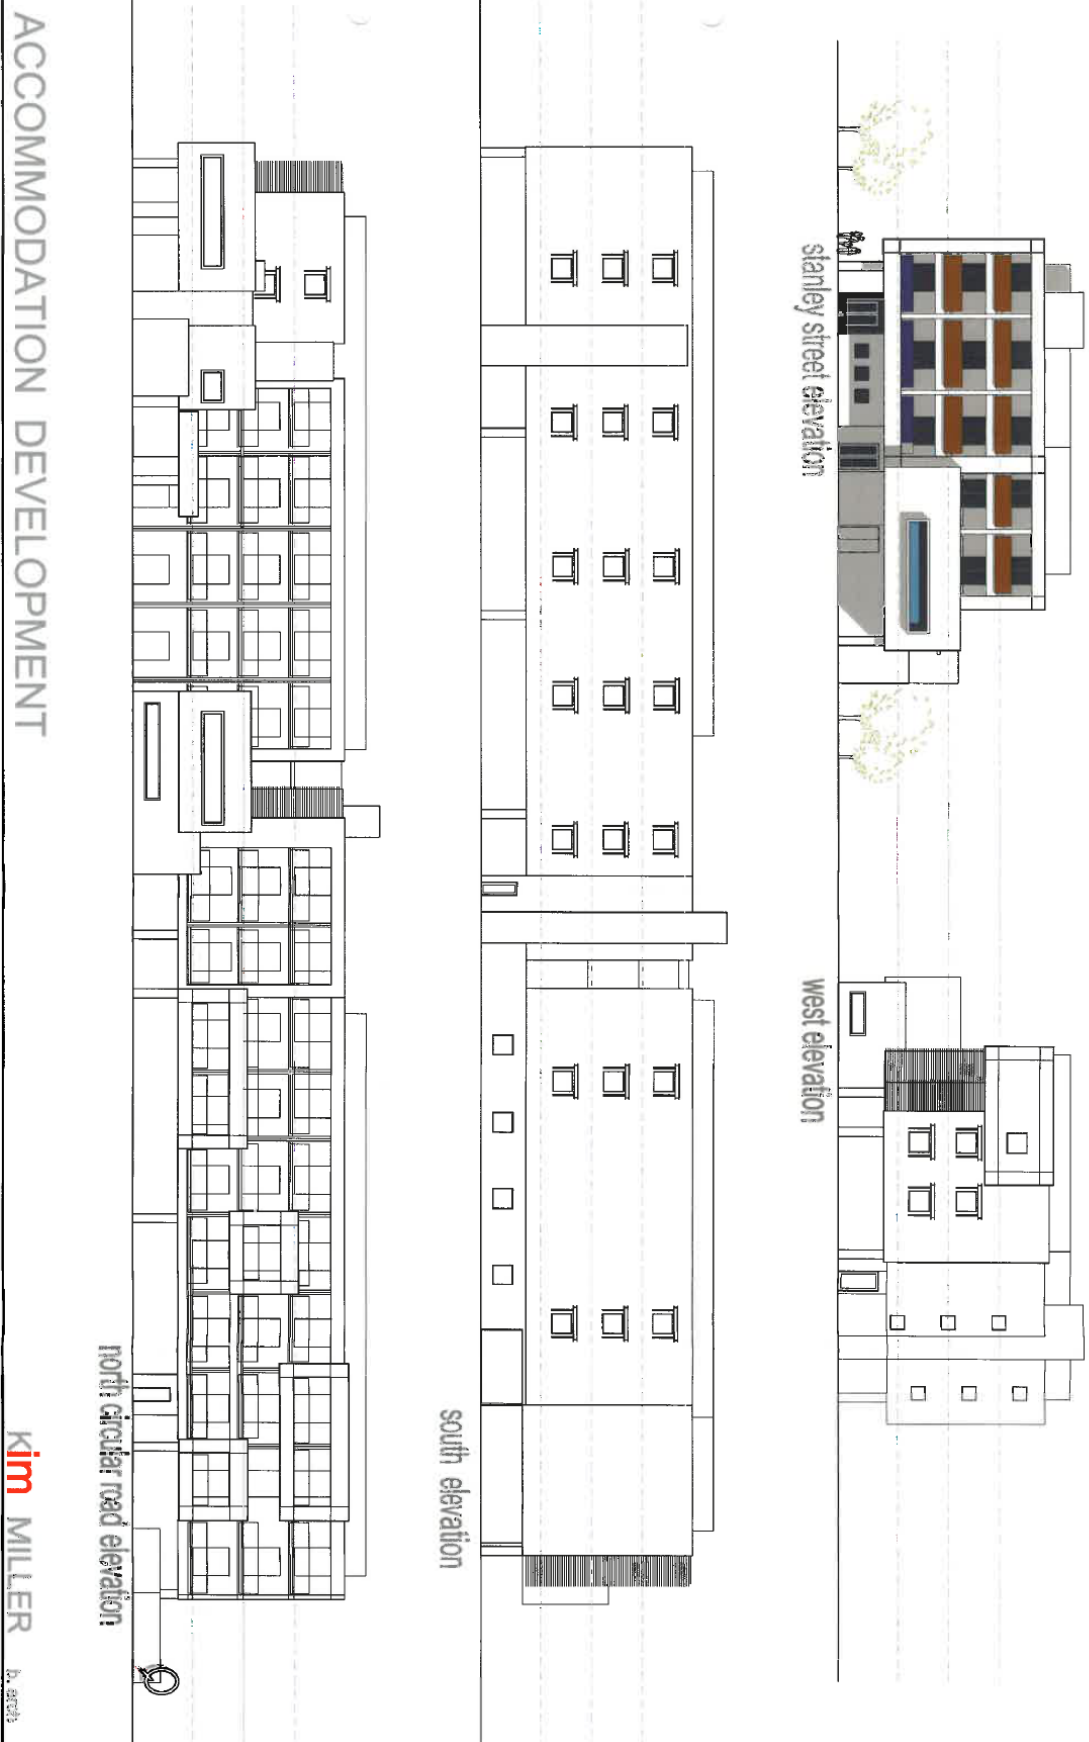 stanley street elevation
west elevation
south elevation
north circular road elevation
ACCOMMODATION DEVELOPMENT
kim MILLER